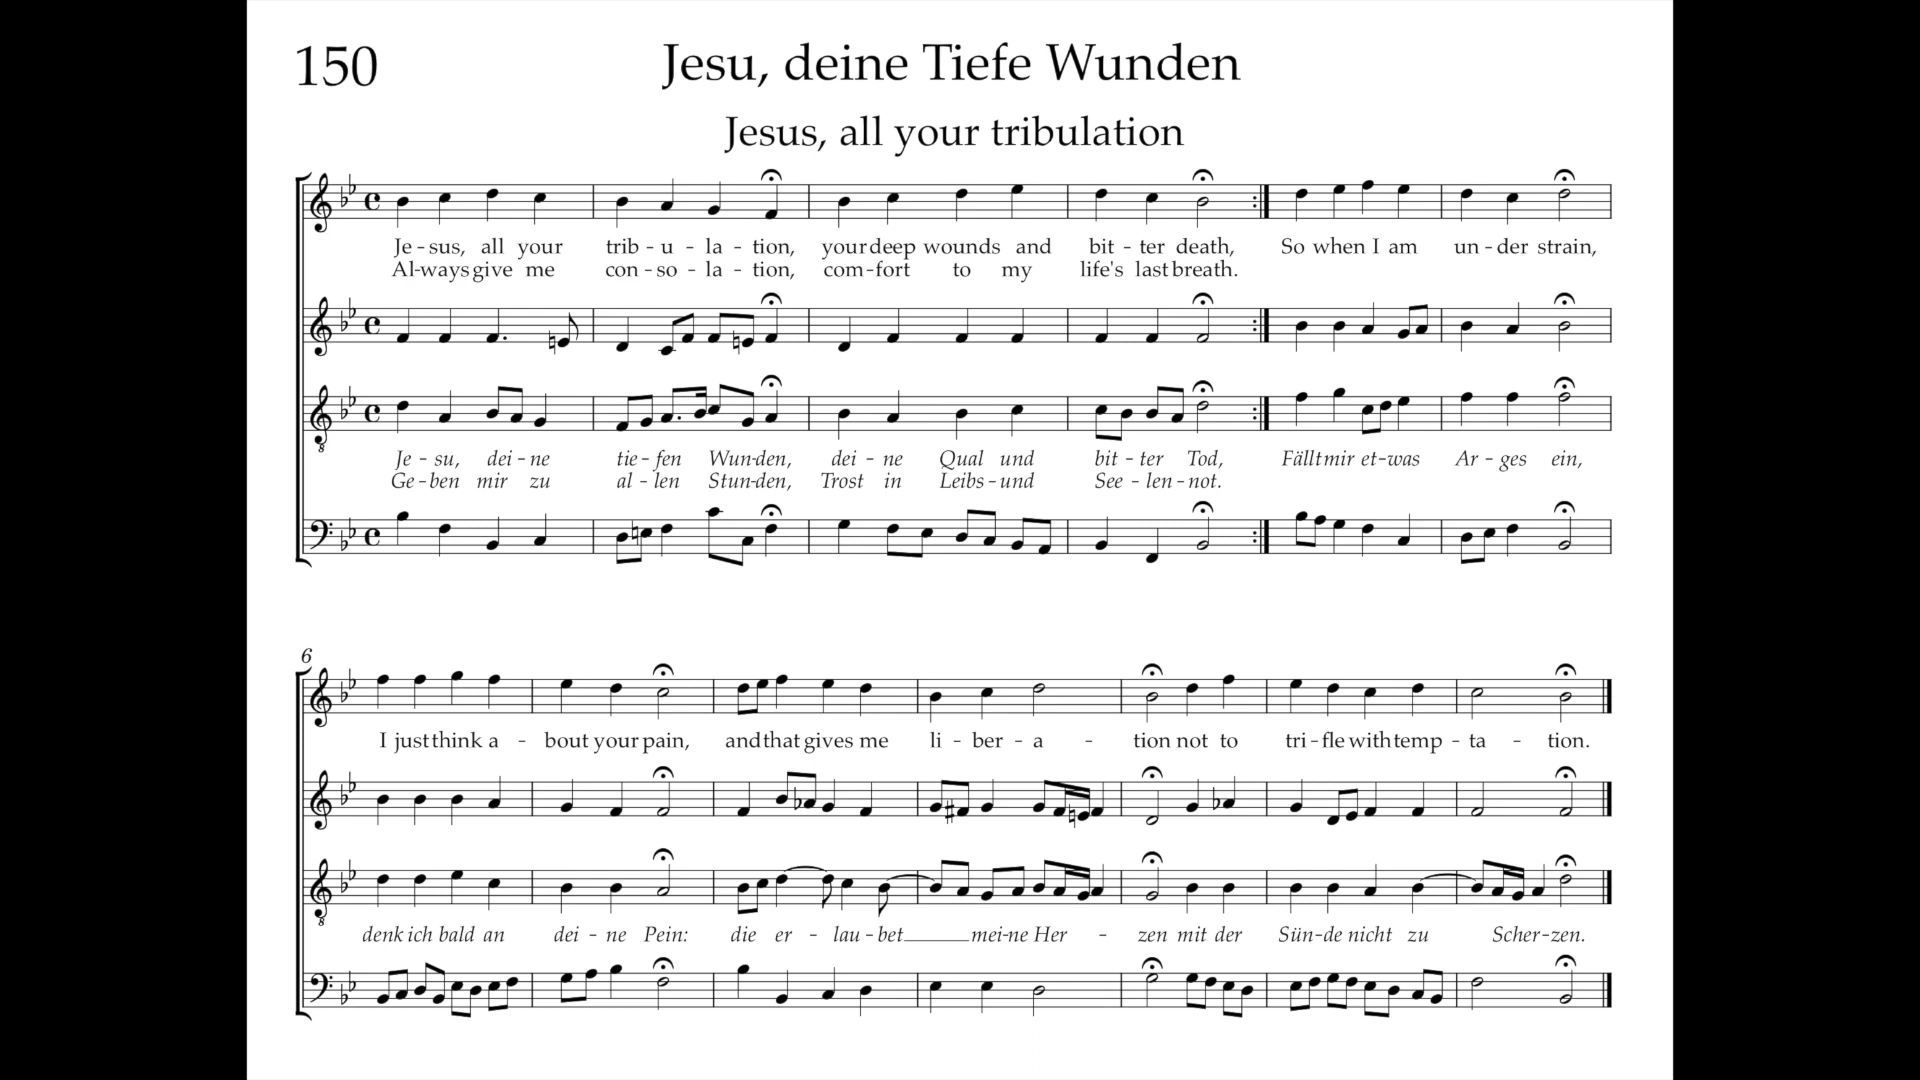 150
Jesu, deine Tiefe Wunden
Jesus, all your tribulation
Je - sus, all your trib - u - la - tion, your deep wounds and bit - ter death, So when I am un - der strain,
Al - ways give me con - so - la - tion, com - fort to my life's last breath.
Je - su, dei - ne tie - fen Wun - den, dei - ne Qual und bit - ter Tod, Fällt mir et - was Ar - ges ein,
Ge - ben mir zu al - len Stun - den, Trost in Leibs - und See - len - not.
6
I just think a - bout your pain, and that gives me li - ber - a - tion not to tri - fle with temp - ta - tion.
denk ich bald an dei - ne Pein: die er - lau - bet mei - ne Her - zen mit der Sün - de nicht zu Scher - zen.